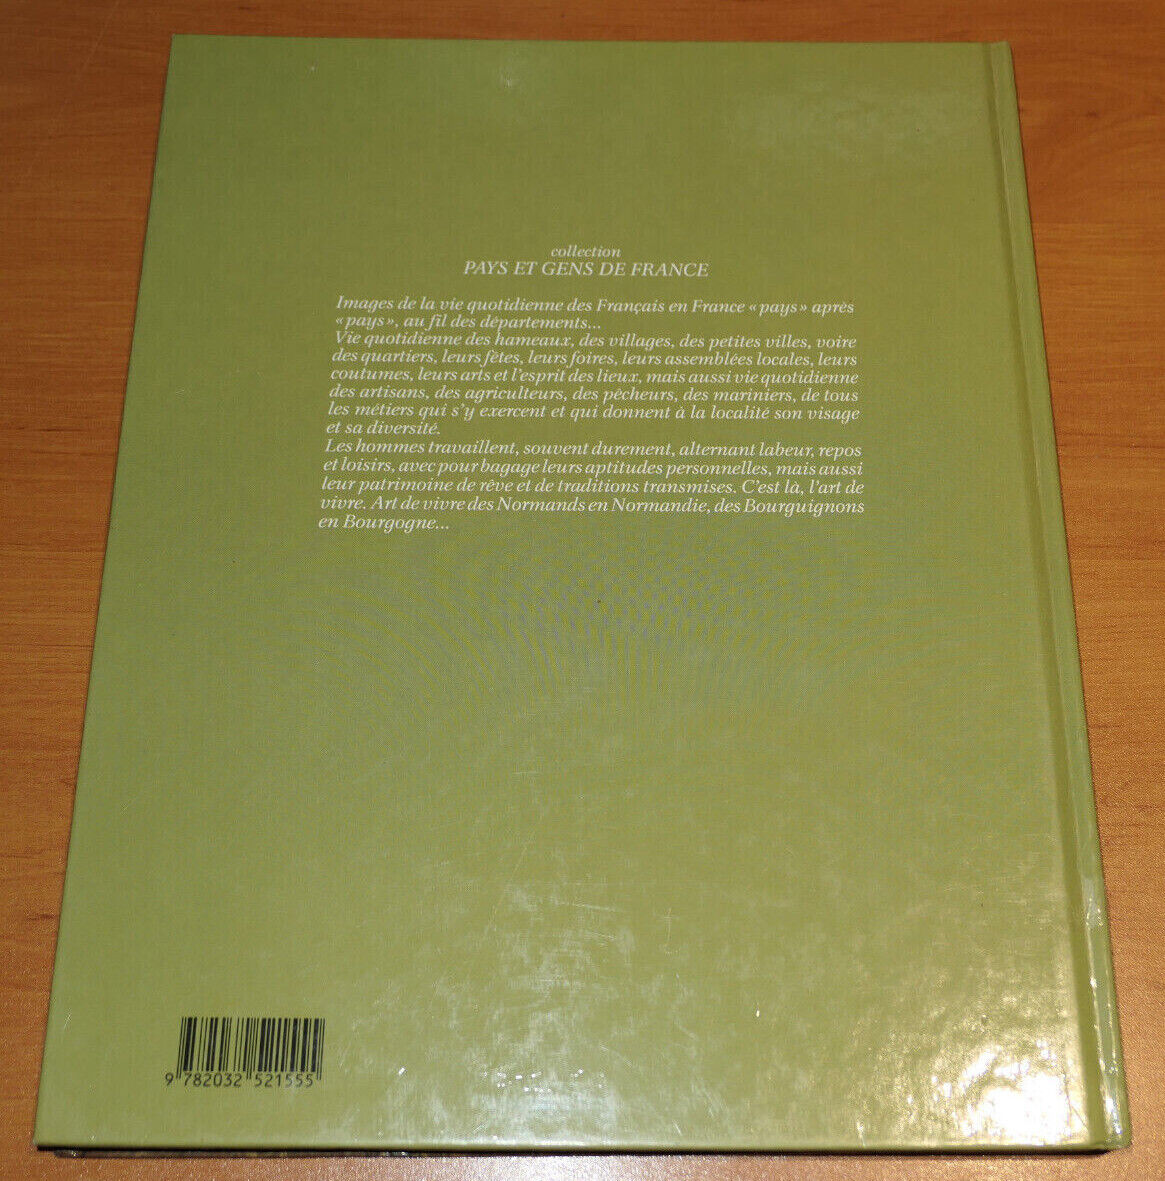 collection
PAYS ET GENS DE FRANCE
Images de la vie quotidienne des Français en France «pays» après
«pays», au fil des départements...
Vie quotidienne des hameaux, des villages, des petites villes, voire
des quartiers, leurs fêtes, leurs foires, leurs assemblées locales, leurs
coutumes, leurs arts et l'esprit des lieux, mais aussi vie quotidienne
des artisans, des agriculteurs, des pêcheurs, des mariniers, de tous
les métiers qui s'y exercent et qui donnent à la localité son visage
et sa diversité.
Les hommes travaillent, souvent durement, alternant labeur, repos
et loisirs, avec pour bagage leurs aptitudes personnelles, mais aussi
leur patrimoine de rêve et de traditions transmises. C'est là, l'art de
vivre. Art de vivre des Normands en Normandie, des Bourguignons
en Bourgogne...
9 782032 521555